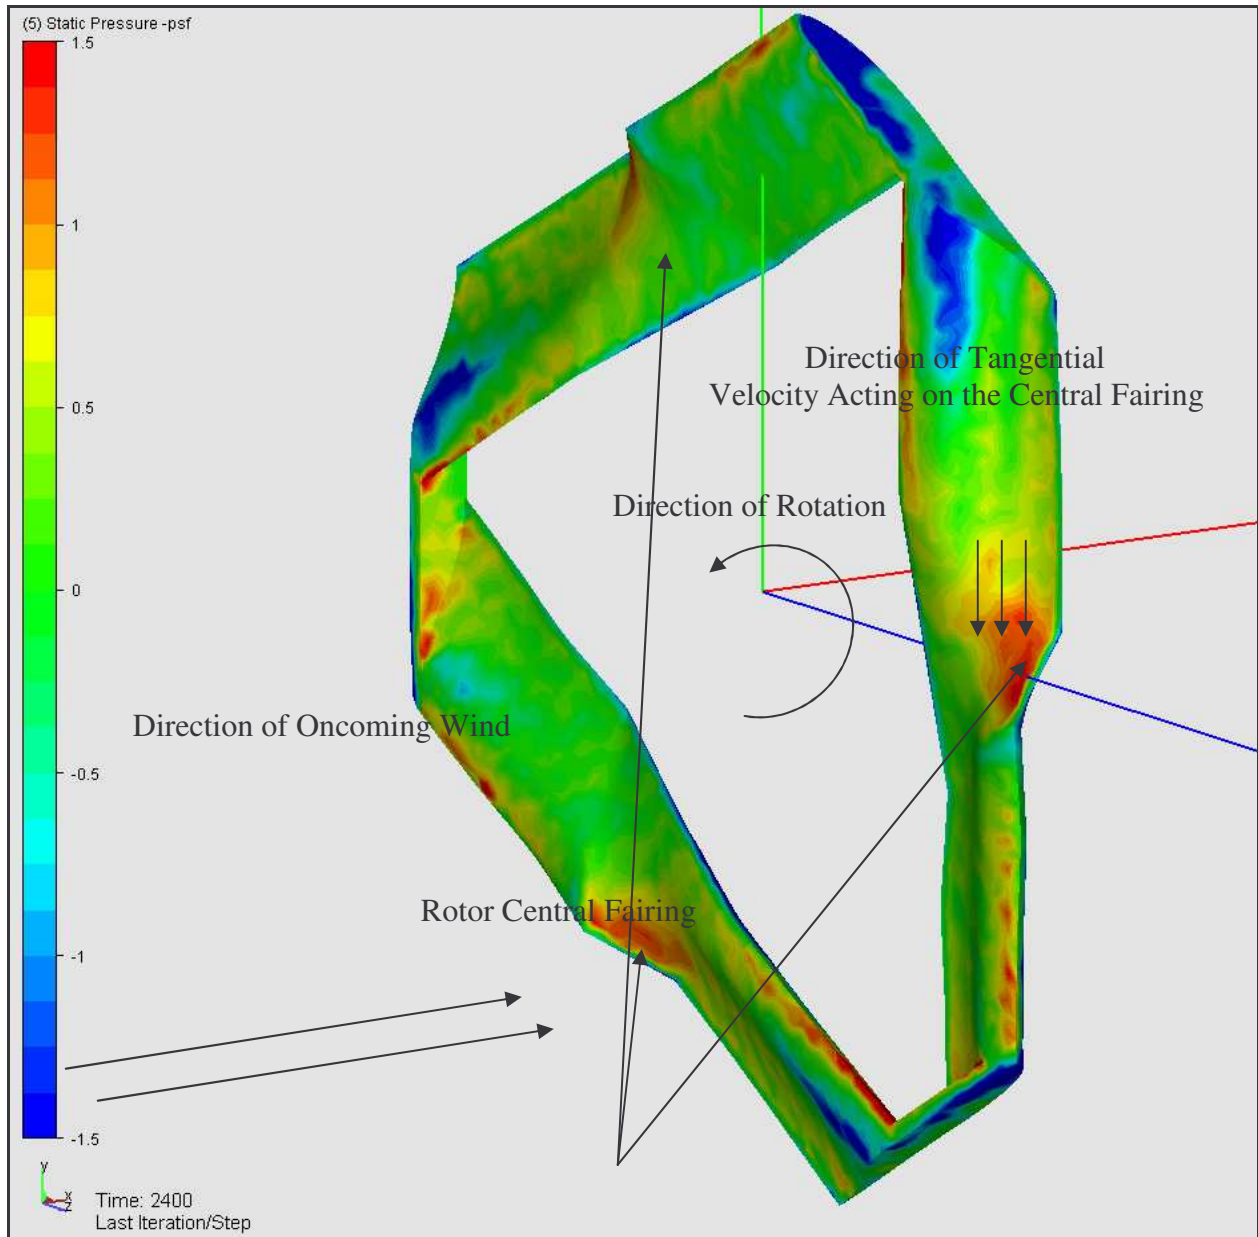 (5) Static Pressure -psf
1.5
1
0.5
0
-0.5
-1
-1.5
Direction of Tangential
Velocity Acting on the Central Fairing
Direction of Rotation
Direction of Oncoming Wind
Rotor Central Fairing
y
x
z
Time: 2400
Last Iteration/Step